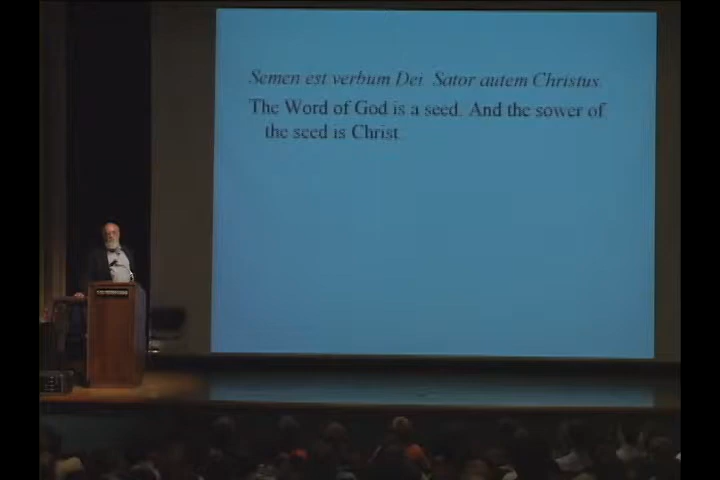 Semen est verbum Dei. Sator autem Christus.
The Word of God is a seed. And the sower of
the seed is Christ